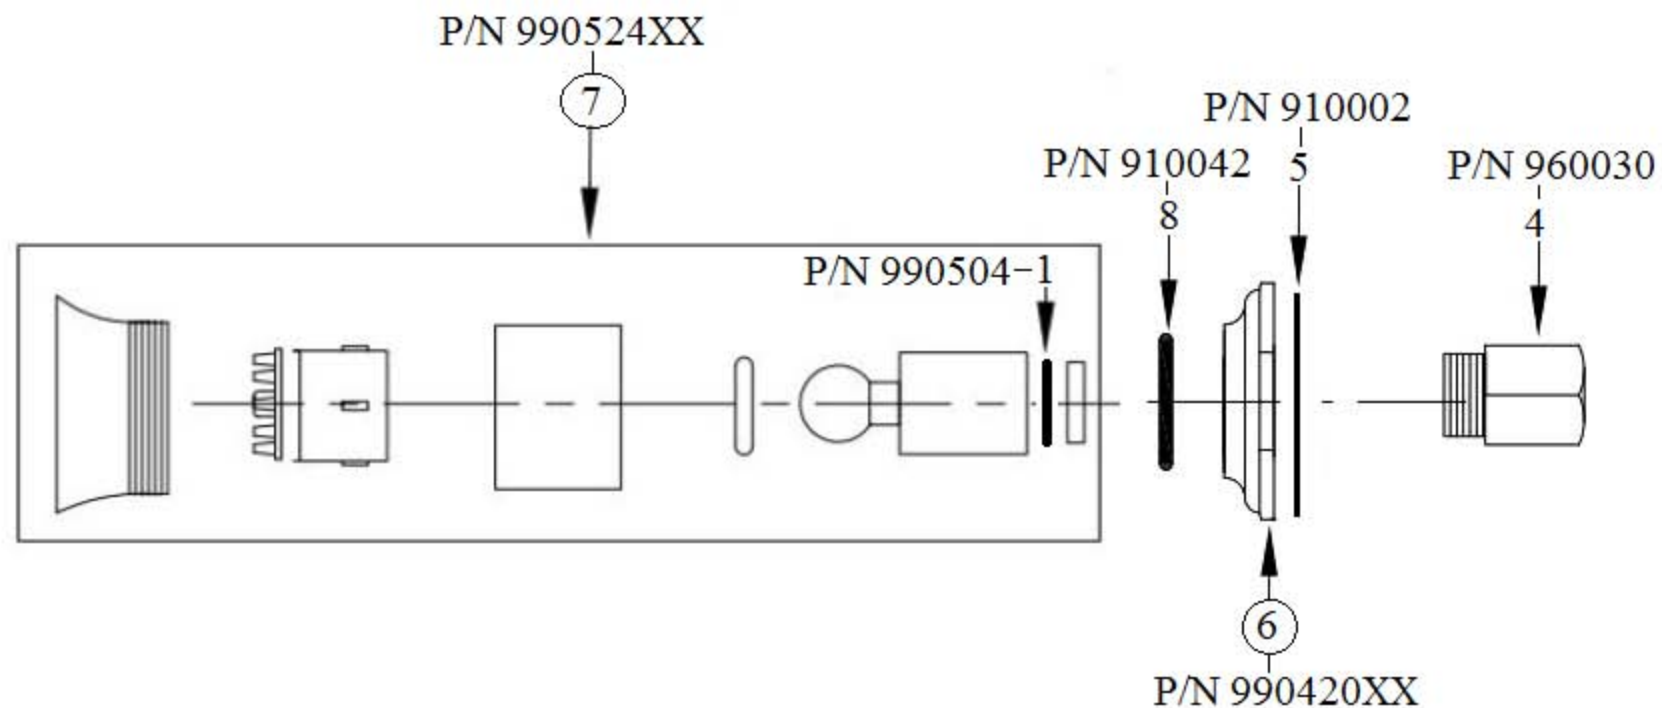 P/N 990524XX
7
P/N 910002
5
P/N 910042
8
P/N 960030
4
P/N 990504-1
6
P/N 990420XX